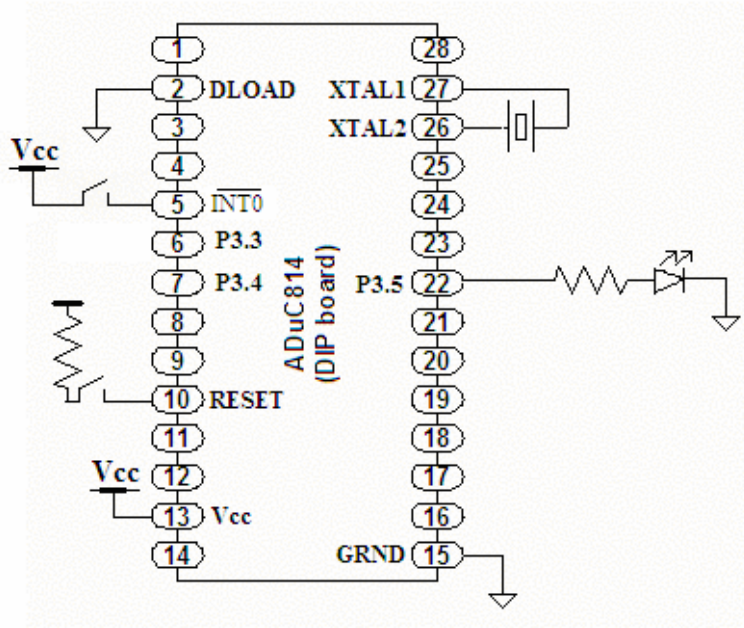 1 28
2 DLOAD XTAL1 27
3 XTAL2 26
Vcc
4 25
5 INT0 24
6 P3.3 23
7 P3.4 P3.5 22
ADuC814
(DIP board)
8 21
9 20
10 RESET 19
11 18
Vcc
12 17
13 Vcc 16
14 GRND 15